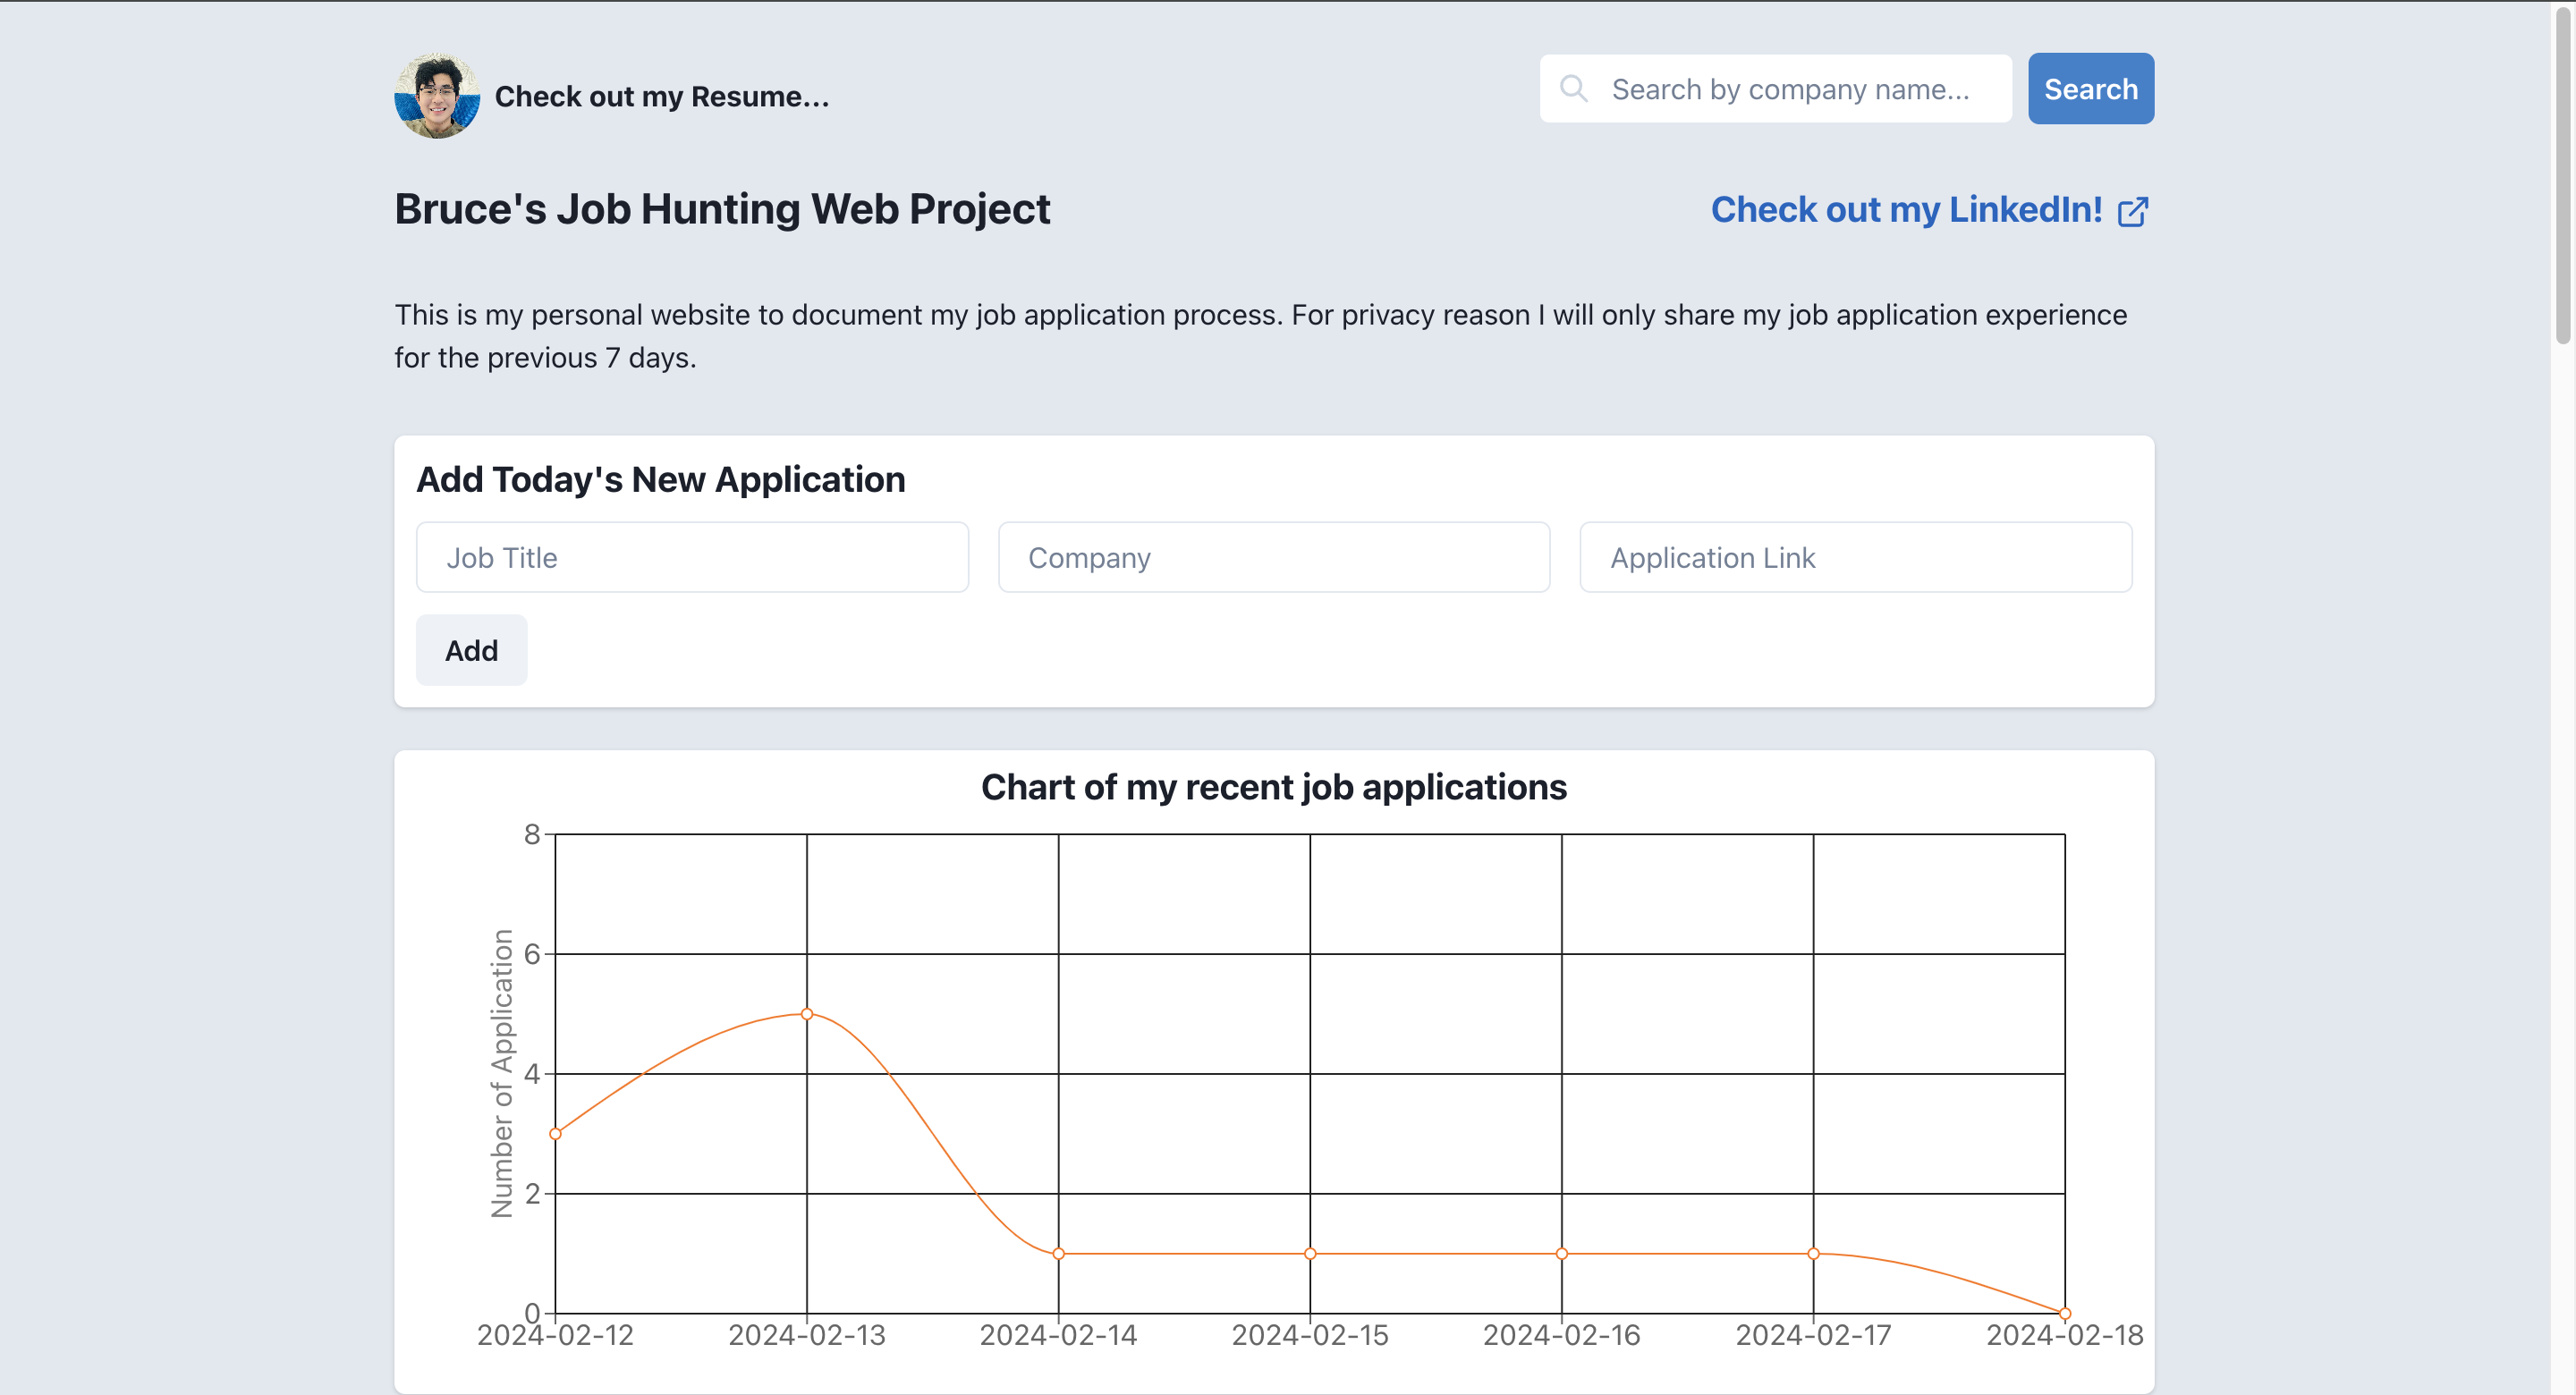 Check out my Resume...
Search by company name...
Search
Bruce's Job Hunting Web Project
Check out my LinkedIn!
This is my personal website to document my job application process. For privacy reason I will only share my job application experience
for the previous 7 days.
Add Today's New Application
Job Title
Company
Application Link
Add
Chart of my recent job applications
8
6
4
2
0
Number of Application
2024-02-12
2024-02-13
2024-02-14
2024-02-15
2024-02-16
2024-02-17
2024-02-18